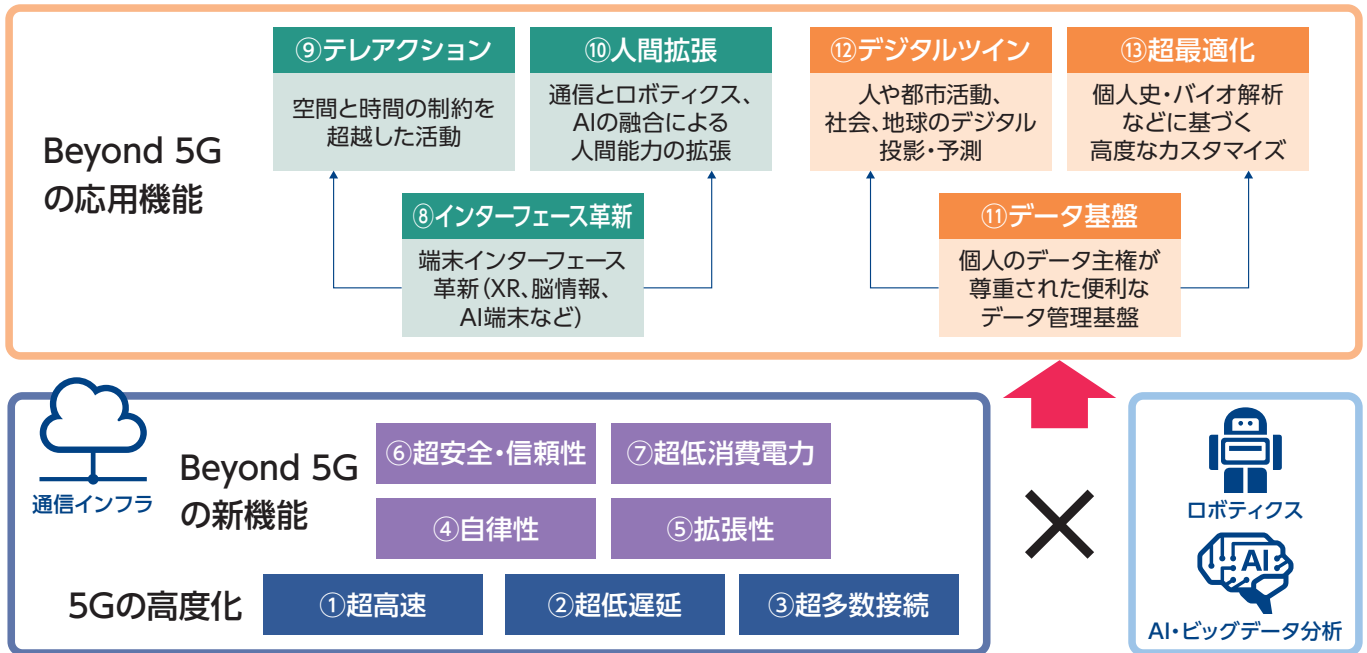 Beyond 5G
の応用機能
⑨テレアクション
空間と時間の制約を
超越した活動
⑩人間拡張
通信とロボティクス、
AIの融合による
人間能力の拡張
⑫デジタルツイン
人や都市活動、
社会、地球のデジタル
投影・予測
⑬超最適化
個人史・バイオ解析
などに基づく
高度なカスタマイズ
⑧インターフェース革新
端末インターフェース
革新(XR、脳情報、
AI端末など)
⑪データ基盤
個人のデータ主権が
尊重された便利な
データ管理基盤
通信インフラ
Beyond 5G
の新機能
⑥超安全・信頼性
⑦超低消費電力
④自律性
⑤拡張性
5Gの高度化
①超高速
②超低遅延
③超多数接続
ロボティクス
AI
AI・ビッグデータ分析